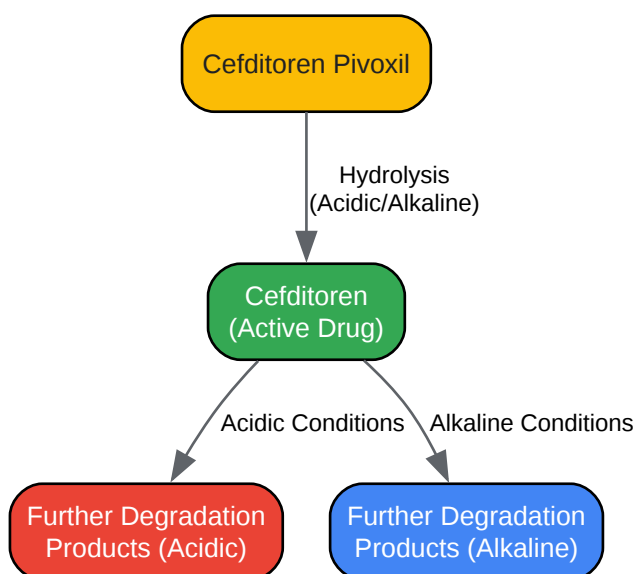 Cefditoren Pivoxil
Hydrolysis
(Acidic/Alkaline)
Cefditoren
(Active Drug)
Acidic Conditions
Alkaline Conditions
Further Degradation
Products (Acidic)
Further Degradation
Products (Alkaline)